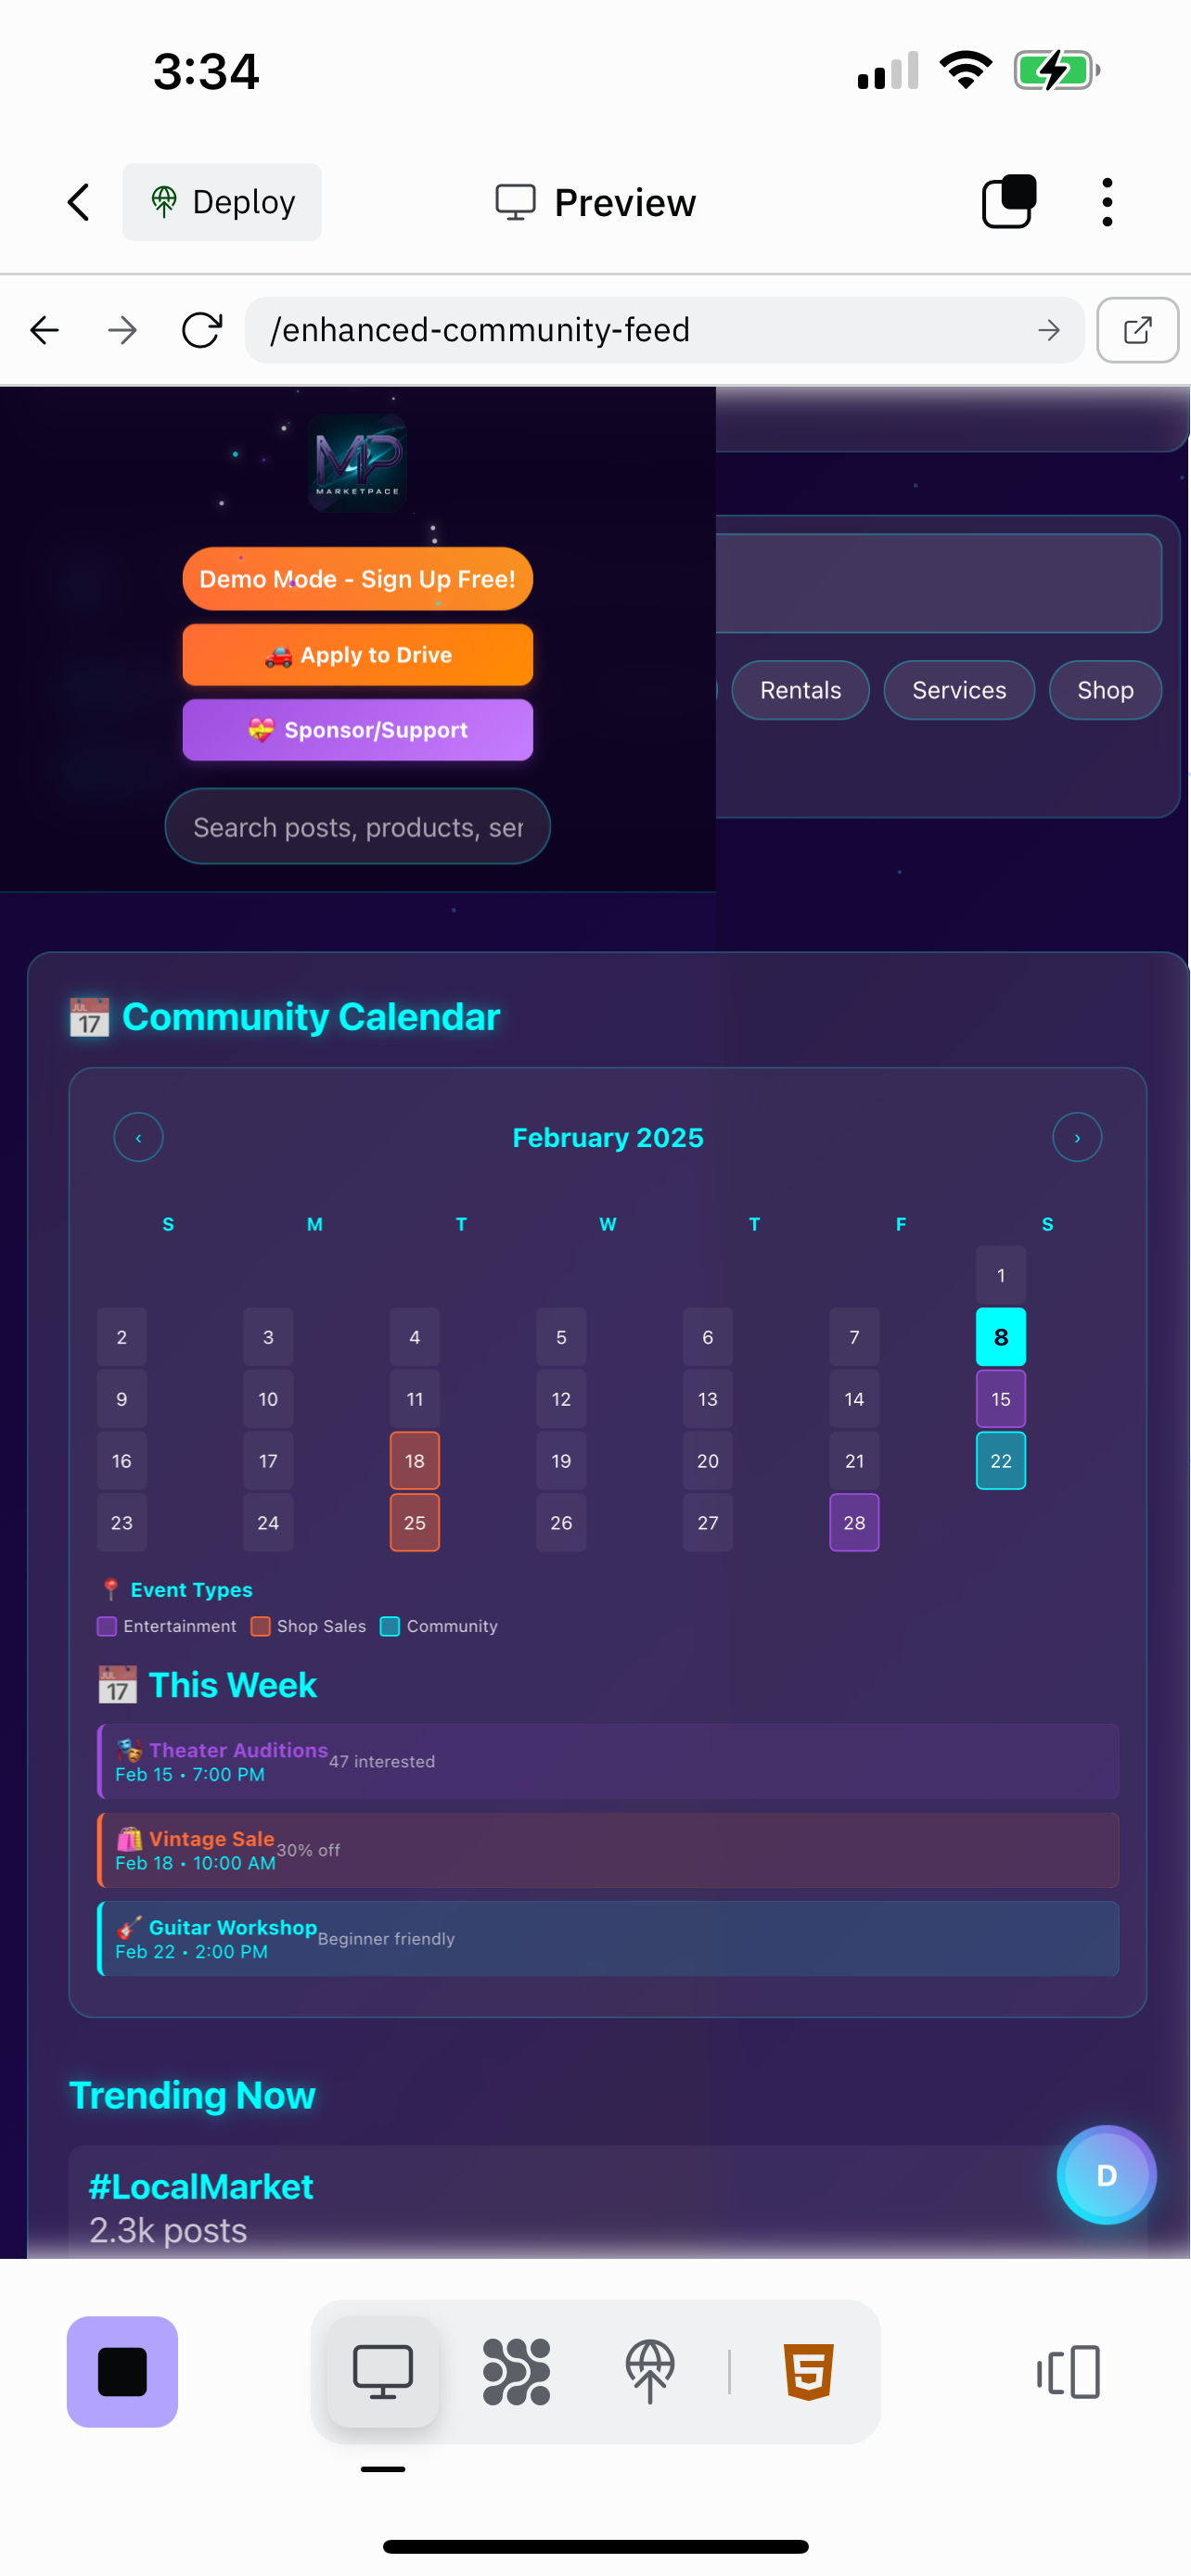 3:34
Deploy
Preview
/enhanced-community-feed
MP
MARKETPACE
Demo Mode - Sign Up Free!
🚗 Apply to Drive
💝 Sponsor/Support
Rentals Services Shop
Search posts, products, ser
📅 Community Calendar
‹ February 2025 ›
S M T W T F S
1
2 3 4 5 6 7 8
9 10 11 12 13 14 15
16 17 18 19 20 21 22
23 24 25 26 27 28
📍 Event Types
Entertainment Shop Sales Community
📅 This Week
🎭 Theater Auditions 47 interested
Feb 15 • 7:00 PM
🛍️ Vintage Sale 30% off
Feb 18 • 10:00 AM
🎸 Guitar Workshop Beginner friendly
Feb 22 • 2:00 PM
Trending Now
#LocalMarket
2.3k posts
D